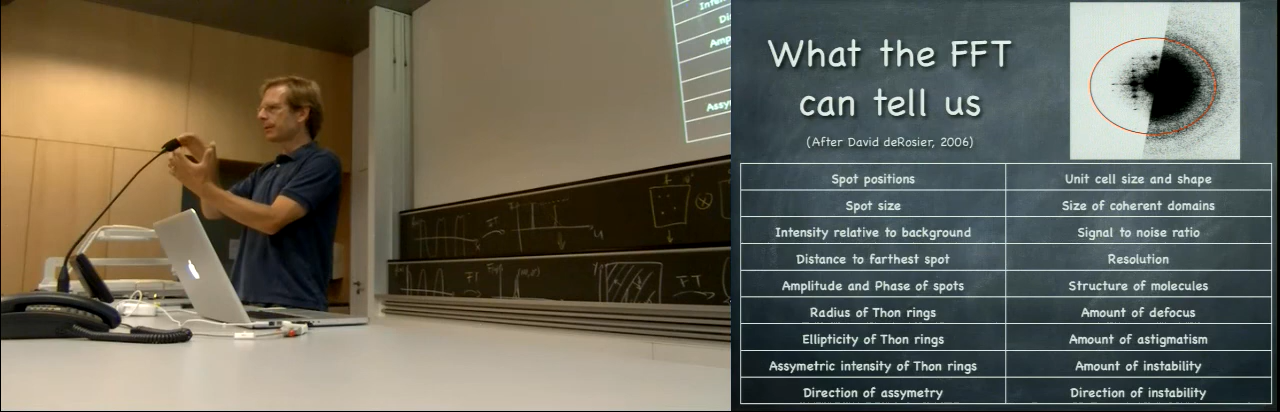 What the FFT
can tell us
(After David deRosier, 2006)
Spot positions Unit cell size and shape
Spot size Size of coherent domains
Intensity relative to background Signal to noise ratio
Distance to farthest spot Resolution
Amplitude and Phase of spots Structure of molecules
Radius of Thon rings Amount of defocus
Ellipticity of Thon rings Amount of astigmatism
Assymetric intensity of Thon rings Amount of instability
Direction of assymetry Direction of instability
FT
FT